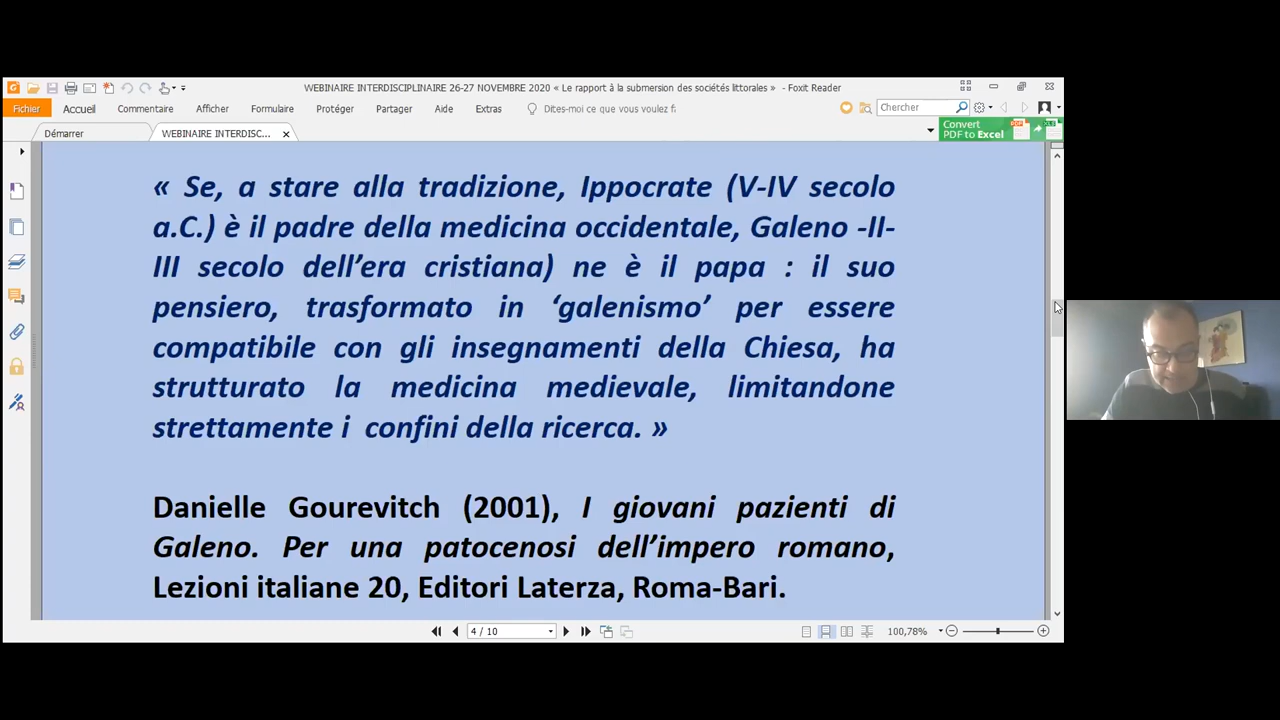 WEBINAIRE INTERDISCIPLINAIRE 26-27 NOVEMBRE 2020 « Le rapport à la submersion des sociétés littorales » - Foxit Reader
Fichier Accueil Commentaire Afficher Formulaire Protéger Partager Aide Extras Dites-moi ce que vous voulez fa Chercher
Démarrer WEBINAIRE INTERDISC...
Convert
PDF to Excel
« Se, a stare alla tradizione, Ippocrate (V-IV secolo
a.C.) è il padre della medicina occidentale, Galeno -II-
III secolo dell’era cristiana) ne è il papa : il suo
pensiero, trasformato in ‘galenismo’ per essere
compatibile con gli insegnamenti della Chiesa, ha
strutturato la medicina medievale, limitandone
strettamente i confini della ricerca. »
Danielle Gourevitch (2001), I giovani pazienti di
Galeno. Per una patocenosi dell’impero romano,
Lezioni italiane 20, Editori Laterza, Roma-Bari.
4 / 10 100,78%